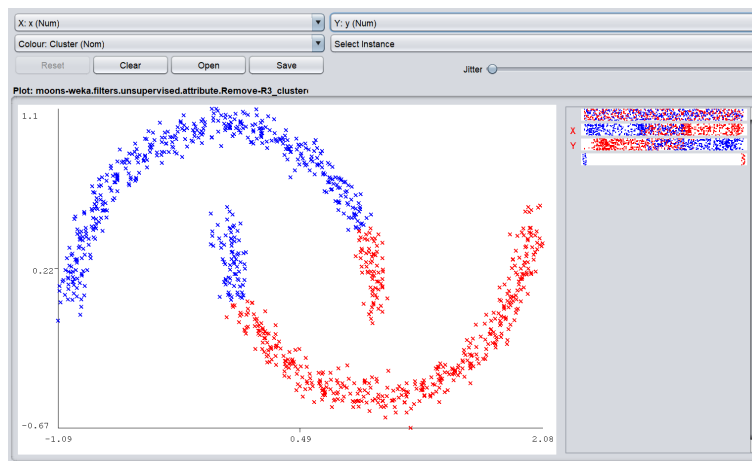 X: x (Num)
Y: y (Num)
Colour: Cluster (Nom)
Select Instance
Reset
Clear
Open
Save
Jitter
Plot: moons-weka.filters.unsupervised.attribute.Remove-R3_cluster
1.1
0.22
-0.67
-1.09
0.49
2.08
X
Y